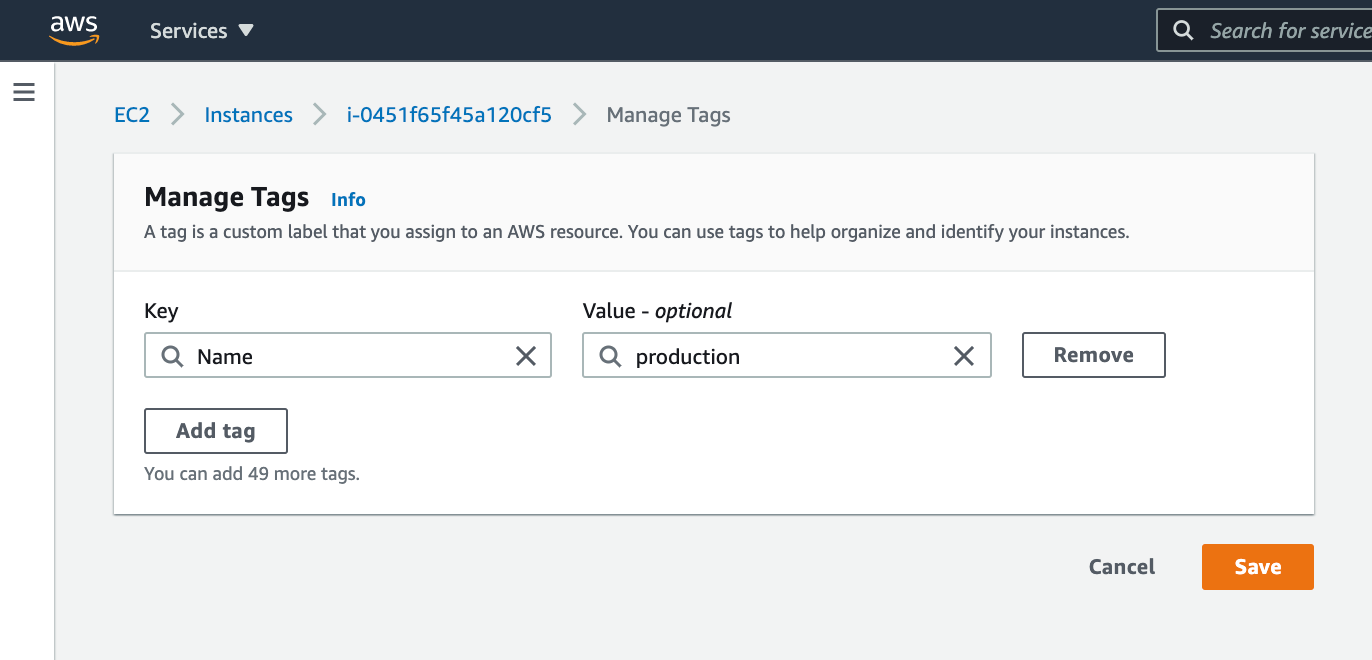 aws Services Search for service
EC2 Instances i-0451f65f45a120cf5 Manage Tags
Manage Tags Info
A tag is a custom label that you assign to an AWS resource. You can use tags to help organize and identify your instances.
Key Value - optional
Name production Remove
Add tag
You can add 49 more tags.
Cancel Save